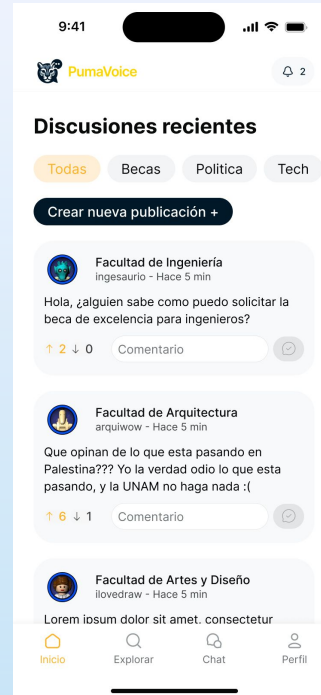 9:41
PumaVoice
2
Discusiones recientes
Todas Becas Politica Tech
Crear nueva publicación +
Facultad de Ingeniería
ingesaurio - Hace 5 min
Hola, ¿alguien sabe como puedo solicitar la
beca de excelencia para ingenieros?
↑ 2 ↓ 0 Comentario
Facultad de Arquitectura
arquiwow - Hace 5 min
Que opinan de lo que esta pasando en
Palestina??? Yo la verdad odio lo que esta
pasando, y la UNAM no haga nada :(
↑ 6 ↓ 1 Comentario
Facultad de Artes y Diseño
ilovedraw - Hace 5 min
Lorem ipsum dolor sit amet, consectetur
Inicio Explorar Chat Perfil